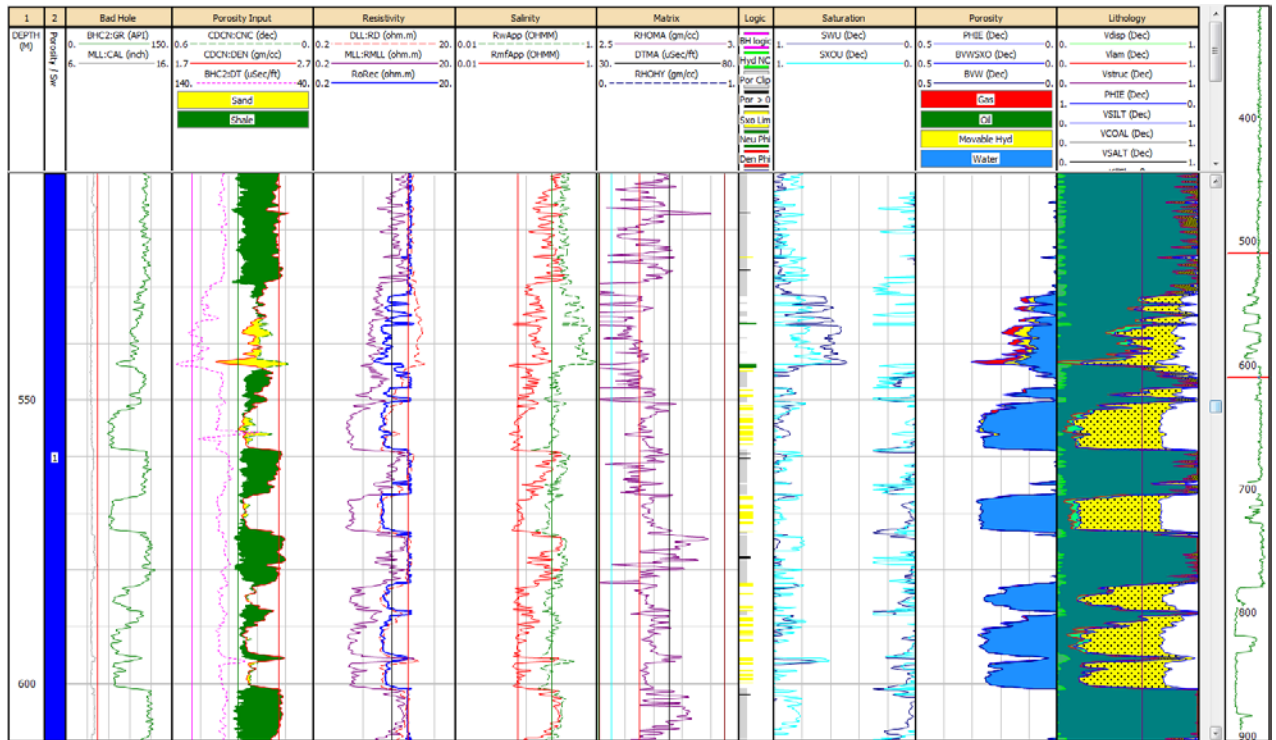 1 2 Bad Hole Porosity Input Resistivity Salinity Matrix Logic Saturation Porosity Lithology
DEPTH (M)
Porosity / Sw
BHC2:GR (API)
0. 150.
MLL:CAL (inch)
6. 16.
CDCN:CNC (dec)
0.6 0.
CDCN:DEN (gm/cc)
1.7 2.7
BHC2:DT (uSec/ft)
140. 40.
Sand
Shale
DLL:RD (ohm.m)
0.2 20.
MLL:RMLL (ohm.m)
0.2 20.
RoRec (ohm.m)
0.2 20.
RwApp (OHMM)
0.01 1.
RmfApp (OHMM)
0.01 1.
RHOMA (gm/cc)
2.5 3.
DTMA (uSec/ft)
30. 80.
RHOHY (gm/cc)
0. 1.
BH logic
Hyd NC
Por Clip
Por > 0
Sxo Lim
Neu Phi
Den Phi
SWU (Dec)
1. 0.
SXOU (Dec)
1. 0.
PHIE (Dec)
0.5 0.
BVWSXO (Dec)
0.5 0.
BVW (Dec)
0.5 0.
Gas
Oil
Movable Hyd
Water
Vdisp (Dec)
0. 1.
Vlam (Dec)
0. 1.
Vstruc (Dec)
0. 1.
PHIE (Dec)
1. 0.
VSILT (Dec)
0. 1.
VCOAL (Dec)
0. 1.
VSALT (Dec)
0. 1.
550
600
1
400
500
600
700
800
900